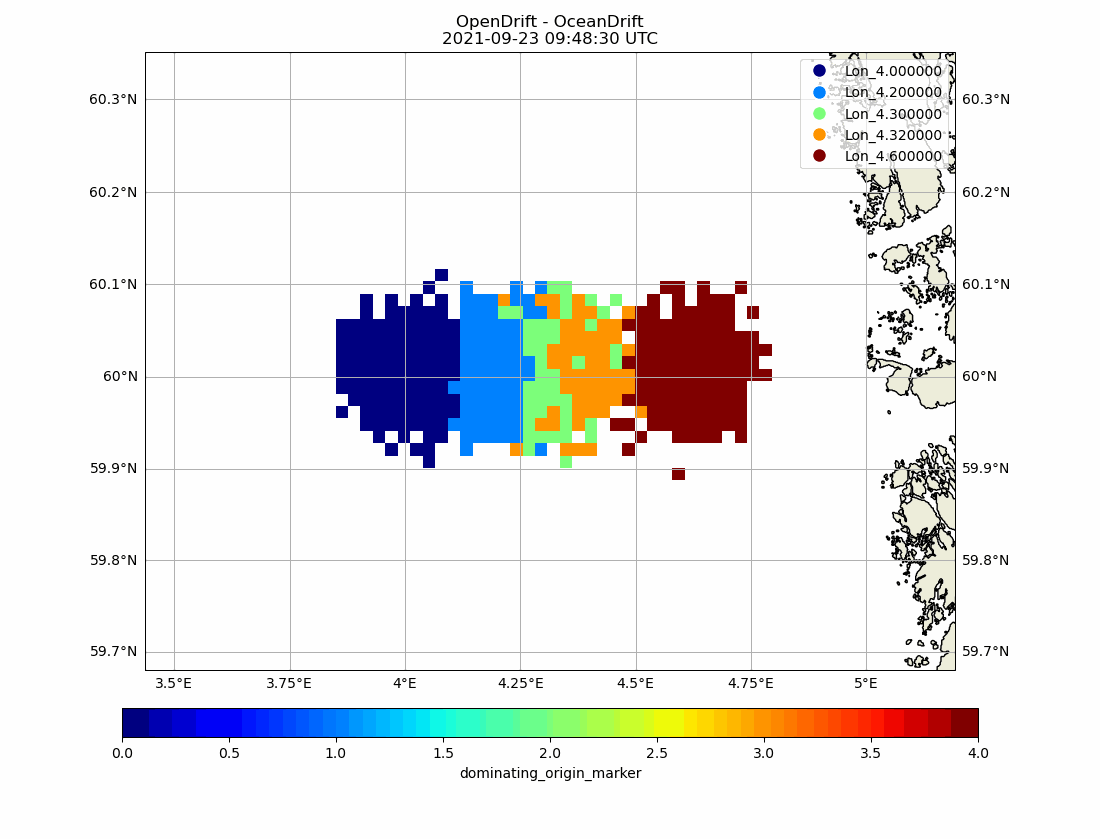 OpenDrift - OceanDrift
2021-09-23 09:48:30 UTC
Lon_4.000000
Lon_4.200000
Lon_4.300000
Lon_4.320000
Lon_4.600000
60.3°N 60.3°N
60.2°N 60.2°N
60.1°N 60.1°N
60°N 60°N
59.9°N 59.9°N
59.8°N 59.8°N
59.7°N 59.7°N
3.5°E 3.75°E 4°E 4.25°E 4.5°E 4.75°E 5°E
0.0 0.5 1.0 1.5 2.0 2.5 3.0 3.5 4.0
dominating_origin_marker